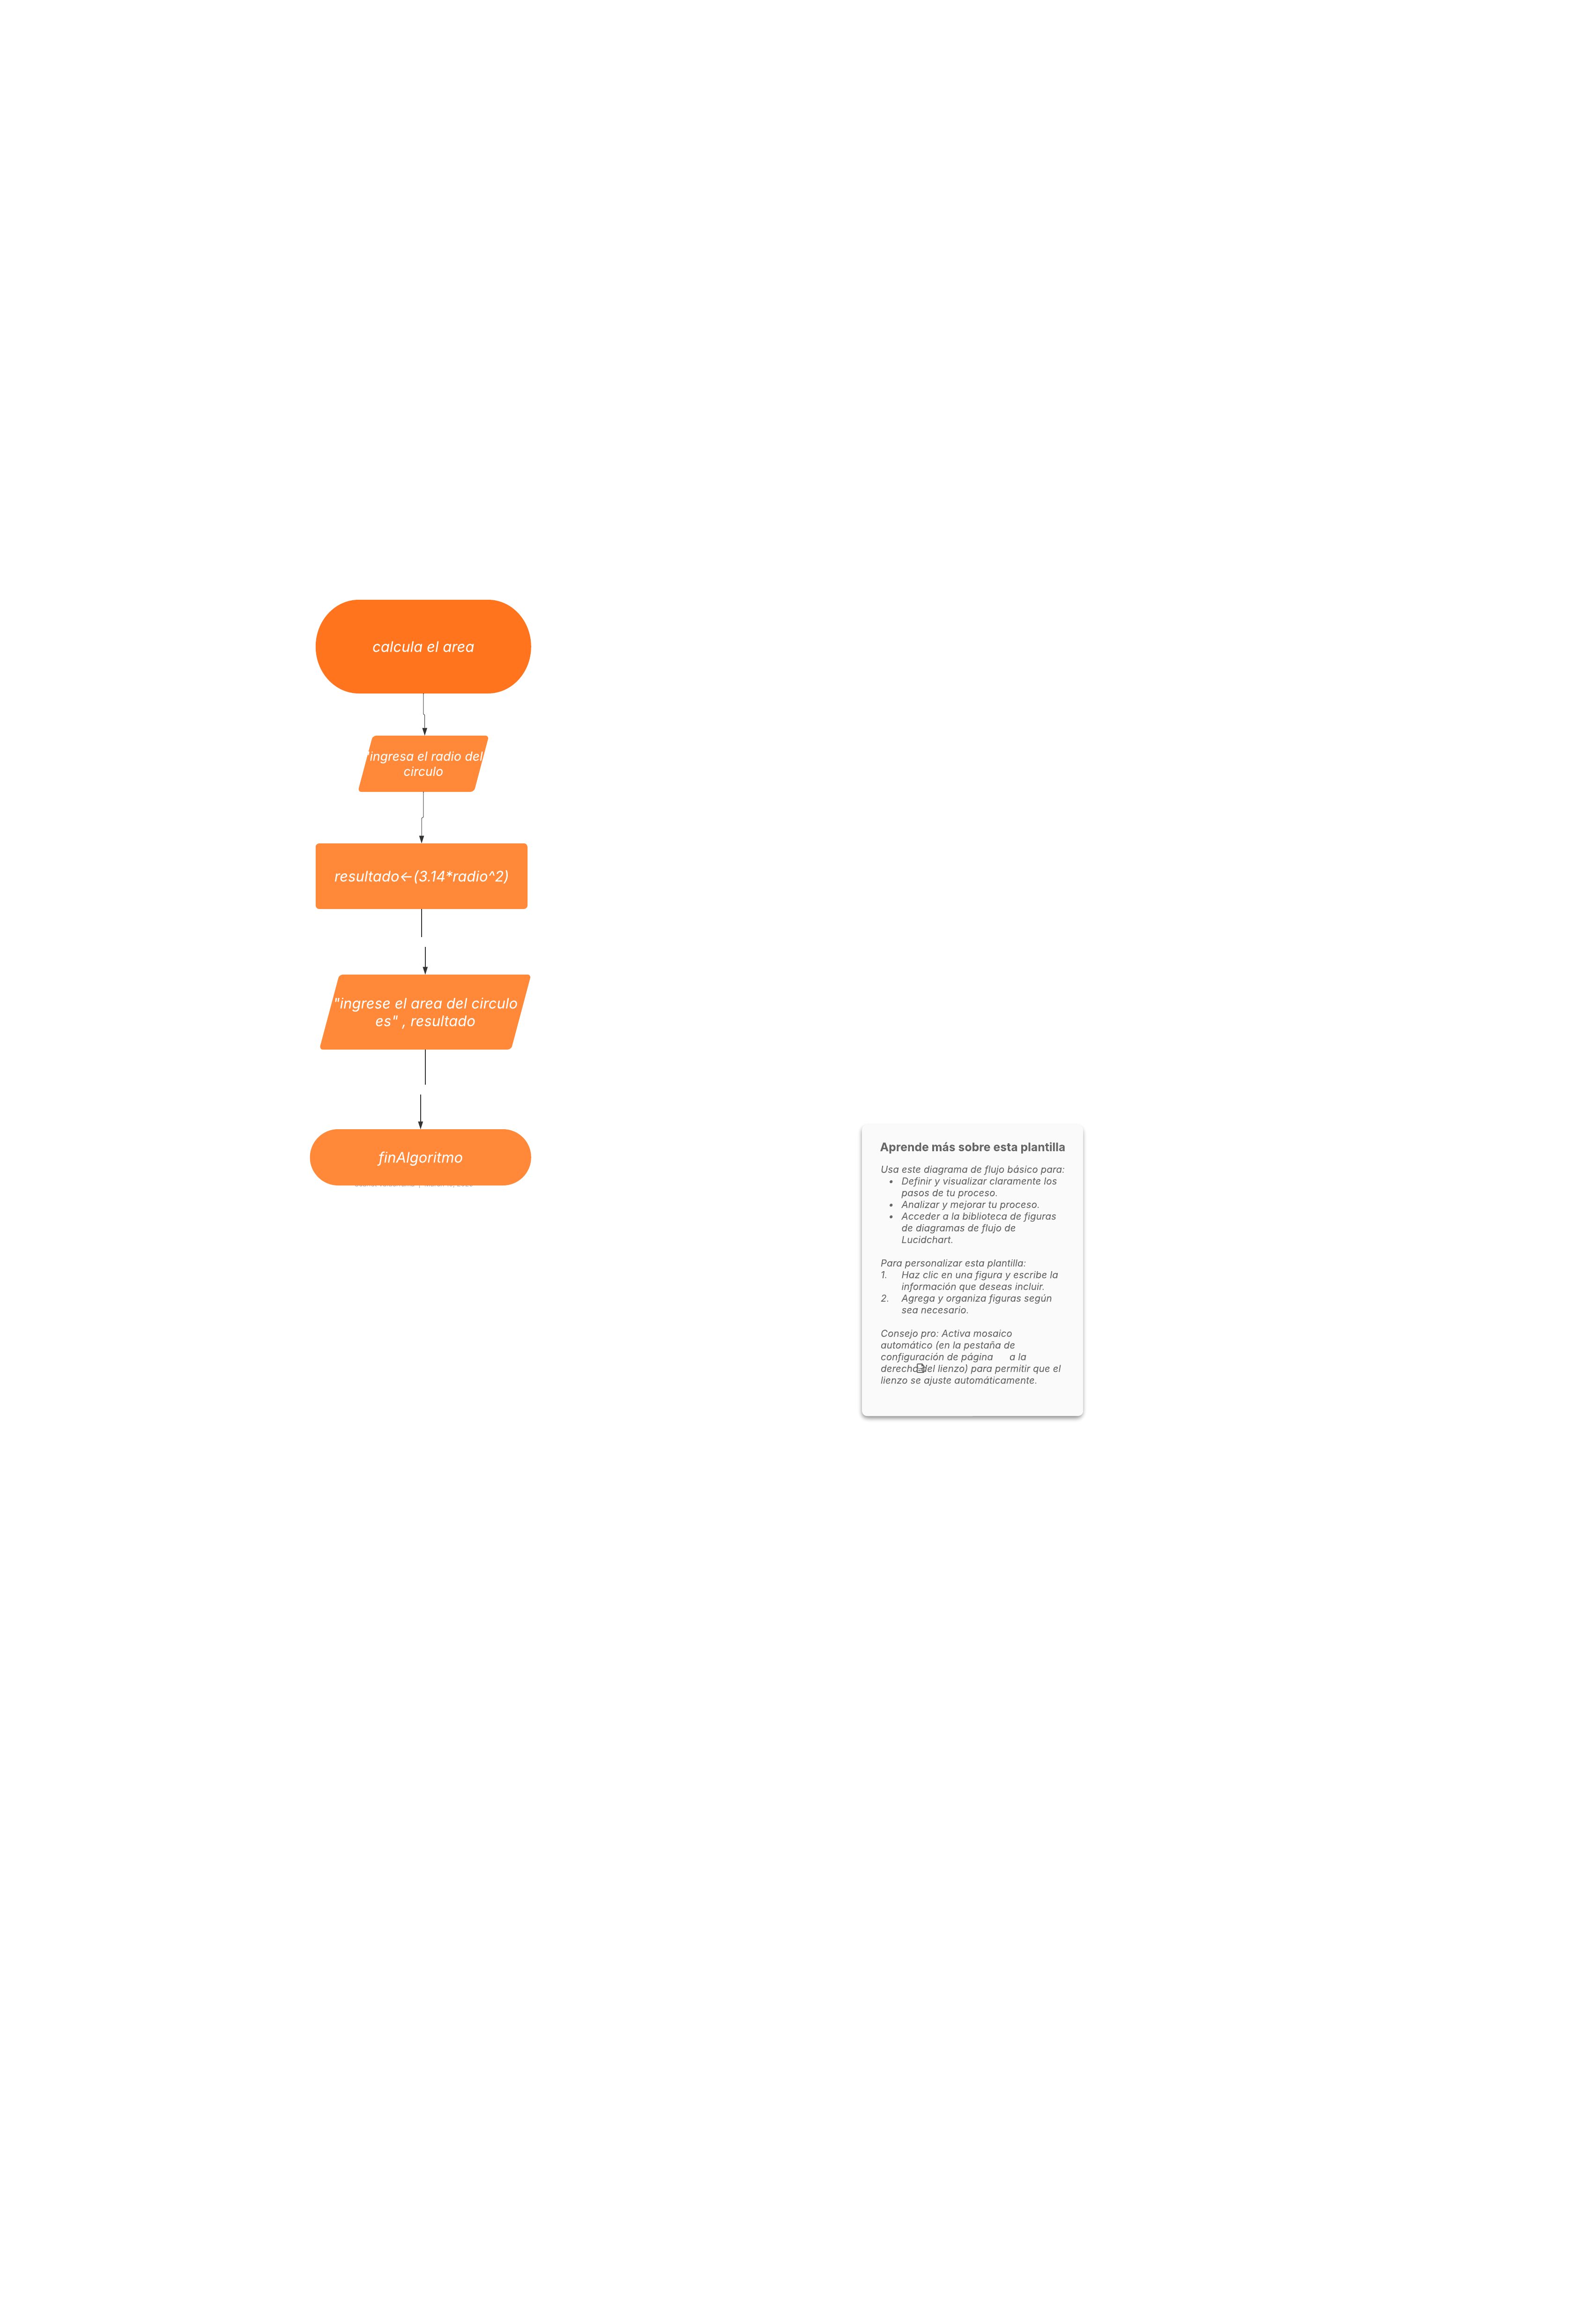 calcula el area
"ingresa el radio del
circulo
resultado←(3.14*radio^2)
"ingrese el area del circulo
es" , resultado
finAlgoritmo
Aprende más sobre esta plantilla
Usa este diagrama de flujo básico para:
• Definir y visualizar claramente los
pasos de tu proceso.
• Analizar y mejorar tu proceso.
• Acceder a la biblioteca de figuras
de diagramas de flujo de
Lucidchart.
Para personalizar esta plantilla:
1. Haz clic en una figura y escribe la
información que deseas incluir.
2. Agrega y organiza figuras según
sea necesario.
Consejo pro: Activa mosaico
automático (en la pestaña de
configuración de página a la
derecha del lienzo) para permitir que el
lienzo se ajuste automáticamente.